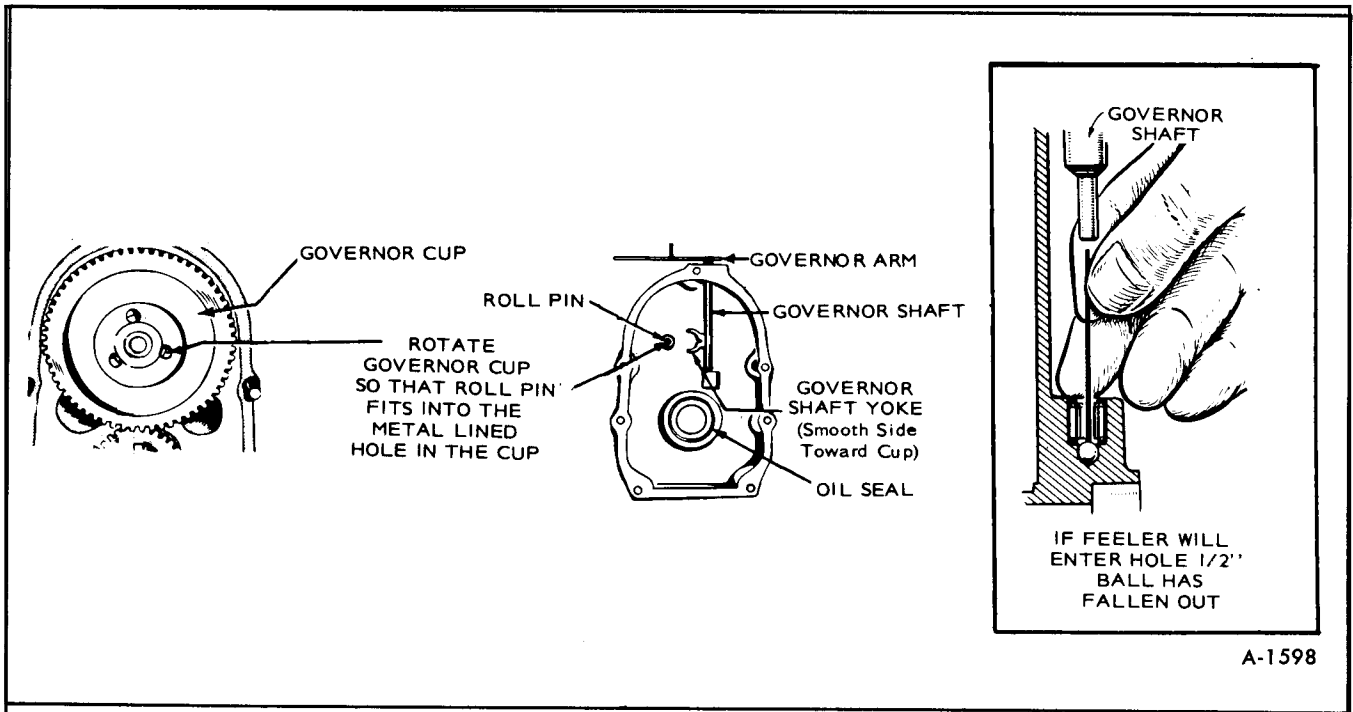 GOVERNOR CUP
ROTATE
GOVERNOR CUP
SO THAT ROLL PIN
FITS INTO THE
METAL LINED
HOLE IN THE CUP
ROLL PIN
GOVERNOR ARM
GOVERNOR SHAFT
GOVERNOR
SHAFT YOKE
(Smooth Side
Toward Cup)
OIL SEAL
GOVERNOR
SHAFT
IF FEELER WILL
ENTER HOLE 1/2''
BALL HAS
FALLEN OUT
A-1598